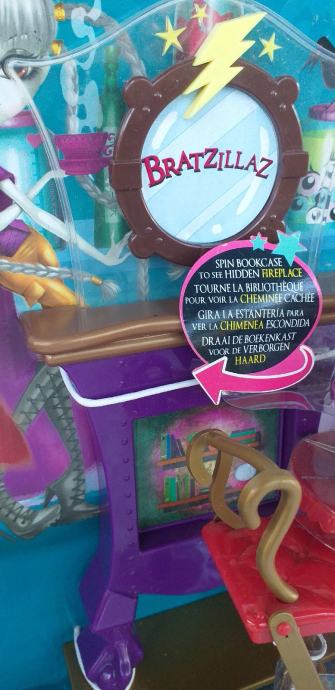 BRATZILLAZ
SPIN BOOKCASE
TO SEE HIDDEN FIREPLACE
TOURNE LA BIBLIOTHÈQUE
POUR VOIR LA CHEMINÉE CACHÉE
GIRA LA ESTANTERÍA PARA
VER LA CHIMENEA ESCONDIDA
DRAAI DE BOEKENKAST
VOOR DE VERBORGEN
HAARD